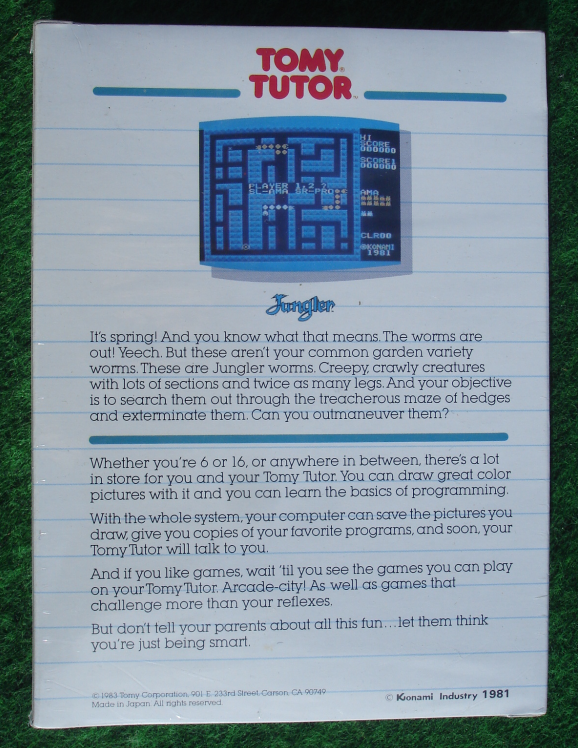 TOMY
TUTOR
HI
SCORE
000000
SCORE1
000000
PLAYER 1,2 ?
SL-AMA SR-PRO
AMA
CLR00
©KONAMI
1981
Jungler
It's spring! And you know what that means. The worms are
out! Yeech. But these aren't your common garden variety
worms. These are Jungler worms. Creepy, crawly creatures
with lots of sections and twice as many legs. And your objective
is to search them out through the treacherous maze of hedges
and exterminate them. Can you outmaneuver them?
Whether you're 6 or 16, or anywhere in between, there's a lot
in store for you and your Tomy Tutor. You can draw great color
pictures with it and you can learn the basics of programming.
With the whole system, your computer can save the pictures you
draw, give you copies of your favorite programs, and soon, your
Tomy Tutor will talk to you.
And if you like games, wait 'til you see the games you can play
on your Tomy Tutor. Arcade-city! As well as games that
challenge more than your reflexes.
But don't tell your parents about all this fun...let them think
you're just being smart.
© 1983 Tomy Corporation, 901 E. 233rd Street, Carson, CA 90749
Made in Japan. All rights reserved.
© Konami Industry 1981